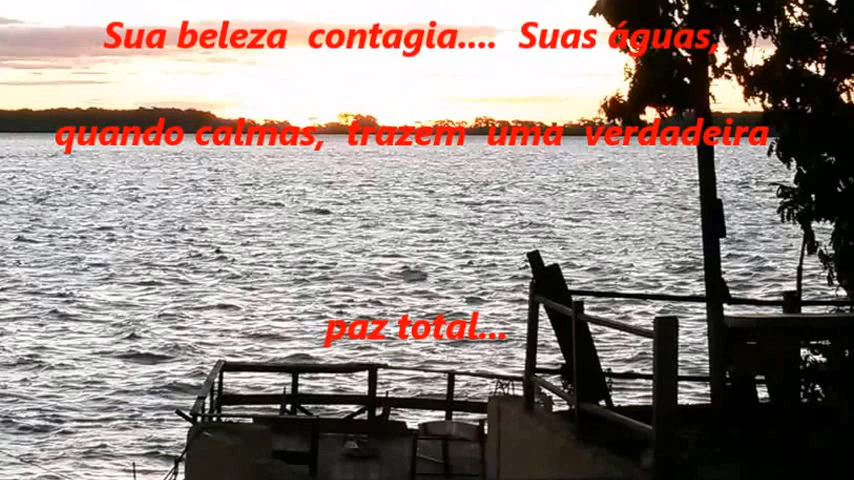 Sua beleza contagia.... Suas águas,
quando calmas, trazem uma verdadeira
paz total...